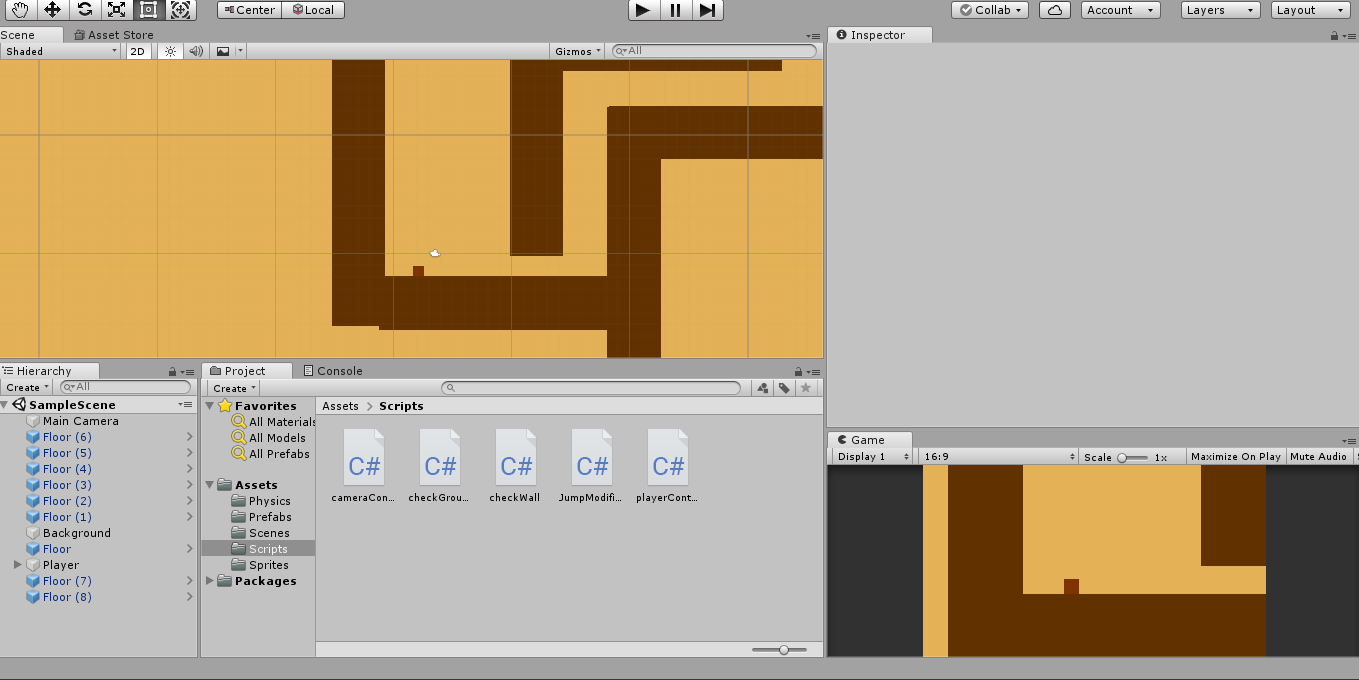 Center Local Collab Account Layers Layout
Scene Asset Store
Shaded 2D Gizmos All
Inspector
Hierarchy
Create All
SampleScene
Main Camera
Floor (6)
Floor (5)
Floor (4)
Floor (3)
Floor (2)
Floor (1)
Background
Floor
Player
Floor (7)
Floor (8)
Project Console
Create
Favorites
All Materials
All Models
All Prefabs
Assets
Physics
Prefabs
Scenes
Scripts
Sprites
Packages
Assets > Scripts
C# C# C# C# C#
cameraCon... checkGrou... checkWall JumpModifi... playerCont...
Game
Display 1 16:9 Scale 1x Maximize On Play Mute Audio